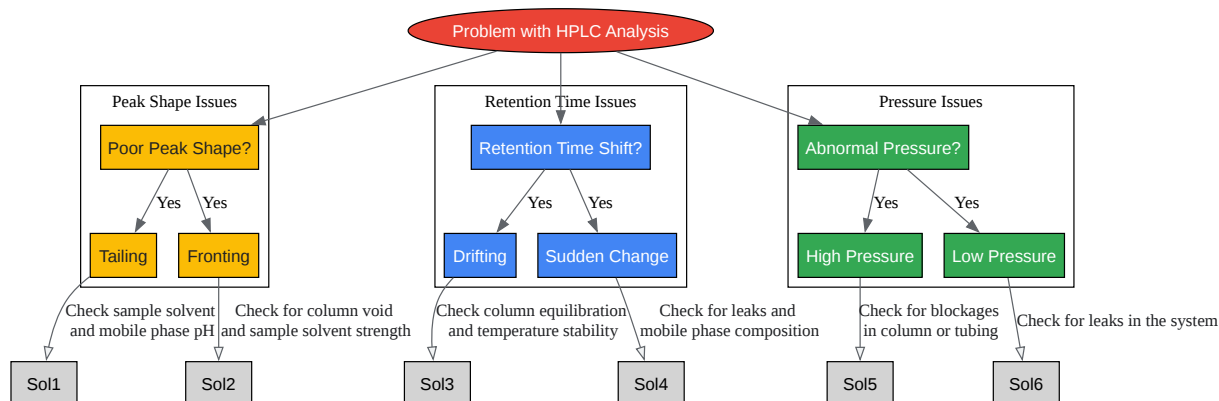 Problem with HPLC Analysis
Peak Shape Issues
Retention Time Issues
Pressure Issues
Poor Peak Shape?
Retention Time Shift?
Abnormal Pressure?
Yes
Yes
Yes
Yes
Yes
Yes
Tailing
Fronting
Drifting
Sudden Change
High Pressure
Low Pressure
Check sample solvent
and mobile phase pH
Check for column void
and sample solvent strength
Check column equilibration
and temperature stability
Check for leaks and
mobile phase composition
Check for blockages
in column or tubing
Check for leaks in the system
Sol1
Sol2
Sol3
Sol4
Sol5
Sol6